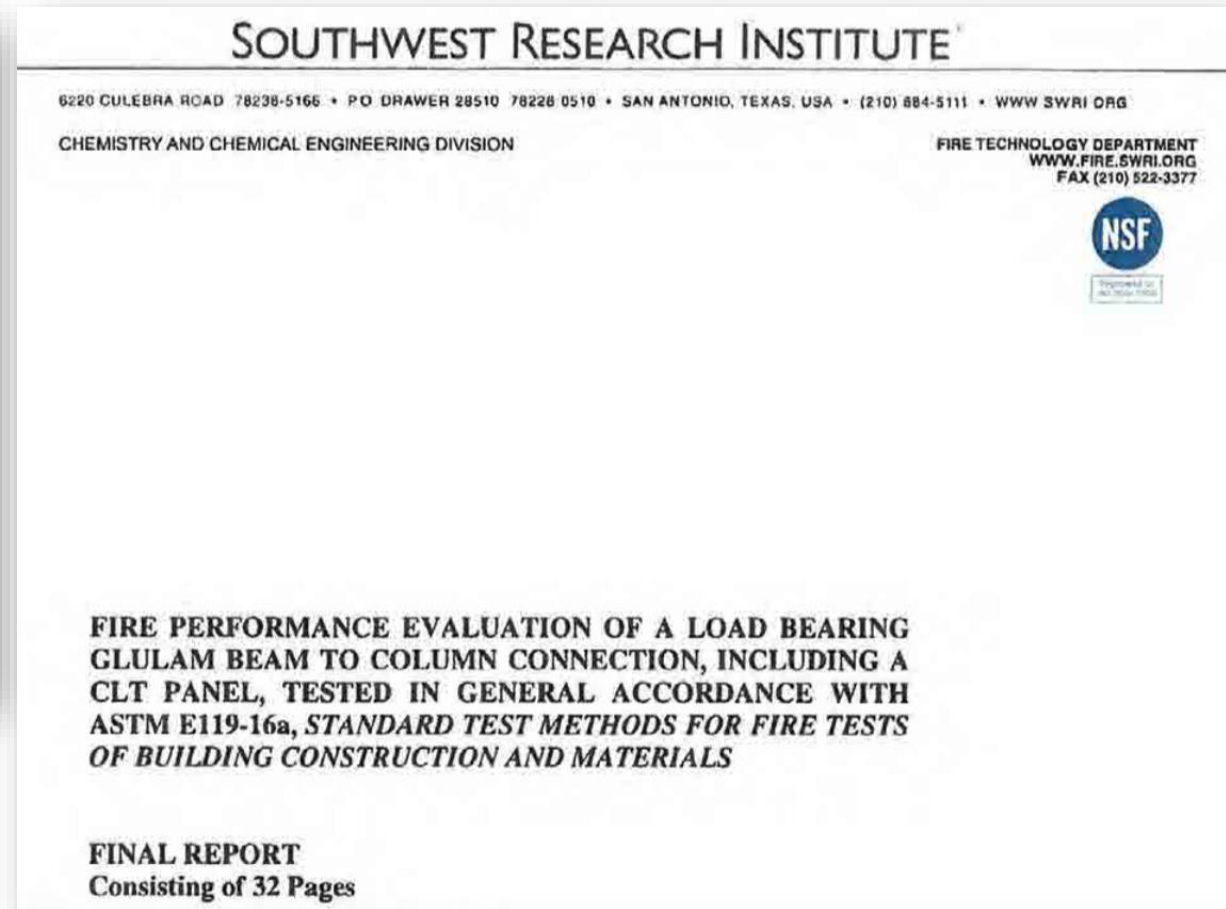 SOUTHWEST RESEARCH INSTITUTE
6220 CULEBRA ROAD 78238-5166 • PO DRAWER 28510 78228 0510 • SAN ANTONIO, TEXAS, USA • (210) 684-5111 • WWW SWRI ORG
CHEMISTRY AND CHEMICAL ENGINEERING DIVISION
FIRE TECHNOLOGY DEPARTMENT
WWW.FIRE.SWRI.ORG
FAX (210) 522-3377
NSF
FIRE PERFORMANCE EVALUATION OF A LOAD BEARING
GLULAM BEAM TO COLUMN CONNECTION, INCLUDING A
CLT PANEL, TESTED IN GENERAL ACCORDANCE WITH
ASTM E119-16a, STANDARD TEST METHODS FOR FIRE TESTS
OF BUILDING CONSTRUCTION AND MATERIALS
FINAL REPORT
Consisting of 32 Pages